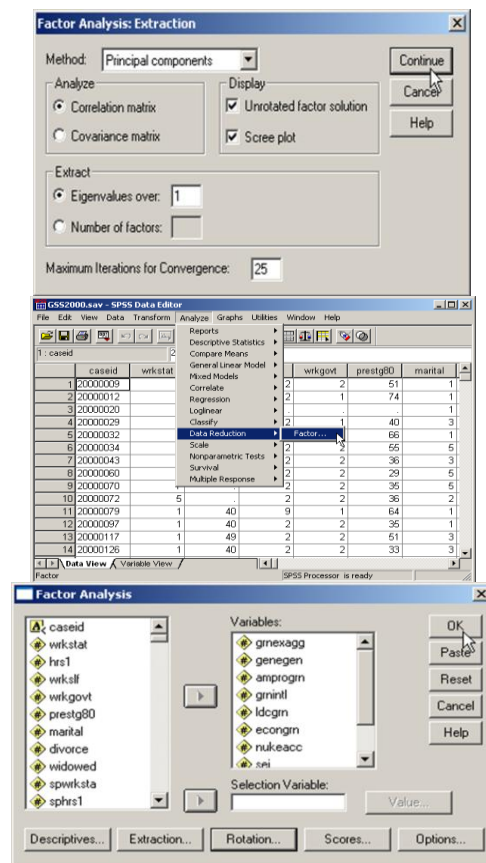 Factor Analysis: Extraction
Method: Principal components
Continue
Analyze
Display
Correlation matrix
Unrotated factor solution
Cancel
Covariance matrix
Scree plot
Help
Extract
Eigenvalues over: 1
Number of factors:
Maximum Iterations for Convergence: 25
GSS2000.sav - SPSS Data Editor
File Edit View Data Transform Analyze Graphs Utilities Window Help
Reports
Descriptive Statistics
Compare Means
General Linear Model
Mixed Models
Correlate
Regression
Loglinear
Classify
Data Reduction
Scale
Nonparametric Tests
Survival
Multiple Response
Factor...
1 : caseid 2
caseid wrkstat wrkgovt prestg80 marital
1 20000009 2 2 51 1
2 20000012 2 1 74 1
3 20000020 . . . 1
4 20000029 2 1 40 3
5 20000032 66 1
6 20000034 2 2 55 5
7 20000043 2 2 36 3
8 20000060 2 2 29 5
9 20000070 2 2 35 5
10 20000072 5 . 2 2 36 2
11 20000079 1 40 9 1 64 1
12 20000097 1 40 2 2 35 1
13 20000117 1 49 2 2 51 3
14 20000126 1 40 2 2 33 3
Data View Variable View
Factor SPSS Processor is ready
Factor Analysis
caseid
wrkstat
hrs1
wrkslf
wrkgovt
prestg80
marital
divorce
widowed
spwrksta
sphrs1
Variables:
grnexagg
genegen
amprogrn
grnintl
ldcgrn
econgrn
nukeacc
sei
Selection Variable:
Value...
OK
Paste
Reset
Cancel
Help
Descriptives... Extraction... Rotation... Scores... Options...